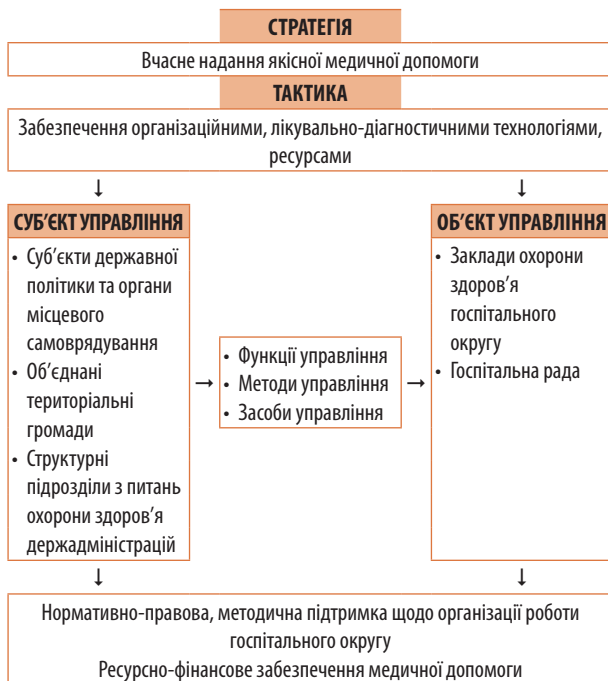 СТРАТЕГІЯ
Вчасне надання якісної медичної допомоги
ТАКТИКА
Забезпечення організаційними, лікувально-діагностичними технологіями,
ресурсами
↓ ↓
СУБ’ЄКТ УПРАВЛІННЯ
• Суб’єкти державної
політики та органи
місцевого
самоврядування
• Об’єднані
територіальні
громади
• Структурні
підрозділи з питань
охорони здоров’я
держадміністрацій
→
• Функції управління
• Методи управління
• Засоби управління
→
ОБ’ЄКТ УПРАВЛІННЯ
• Заклади охорони
здоров’я
госпітального
округу
• Госпітальна рада
↓ ↓
Нормативно-правова, методична підтримка щодо організації роботи
госпітального округу
Ресурсно-фінансове забезпечення медичної допомоги